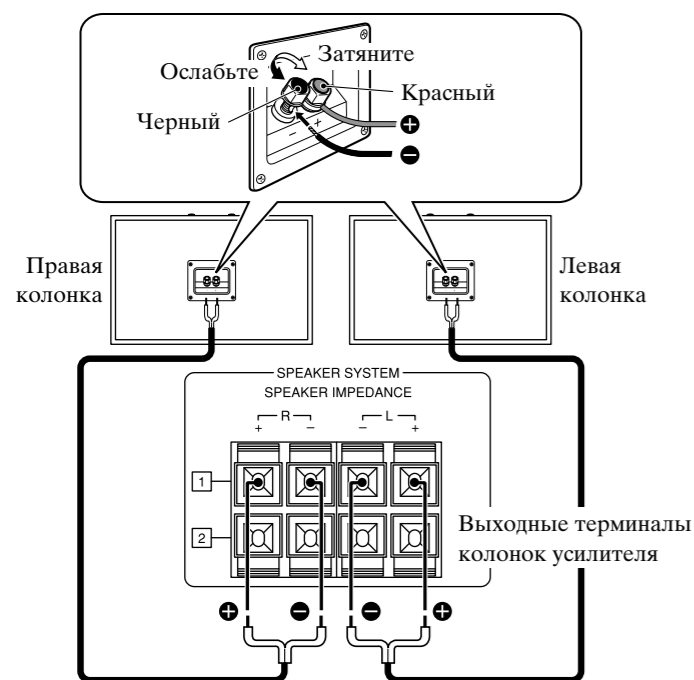 Затяните
Ослабьте
Красный
Черный
+
−
+
−
Правая
колонка
Левая
колонка
SPEAKER SYSTEM
SPEAKER IMPEDANCE
R L
+ − − +
1
2
Выходные терминалы
колонок усилителя
+ − − +